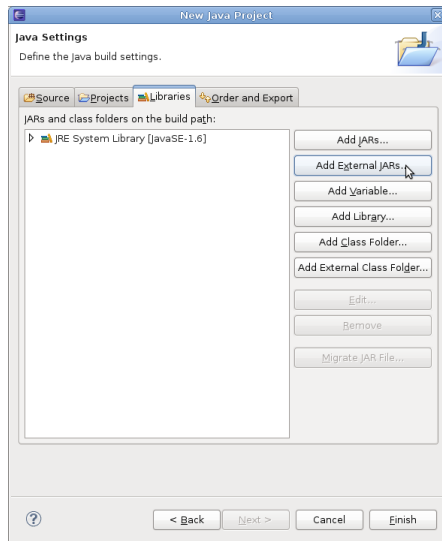 New Java Project
Java Settings
Define the Java build settings.
Source Projects Libraries Order and Export
JARs and class folders on the build path:
JRE System Library [JavaSE-1.6]
Add JARs...
Add External JARs...
Add Variable...
Add Library...
Add Class Folder...
Add External Class Folder...
Edit...
Remove
Migrate JAR File...
? < Back Next > Cancel Finish